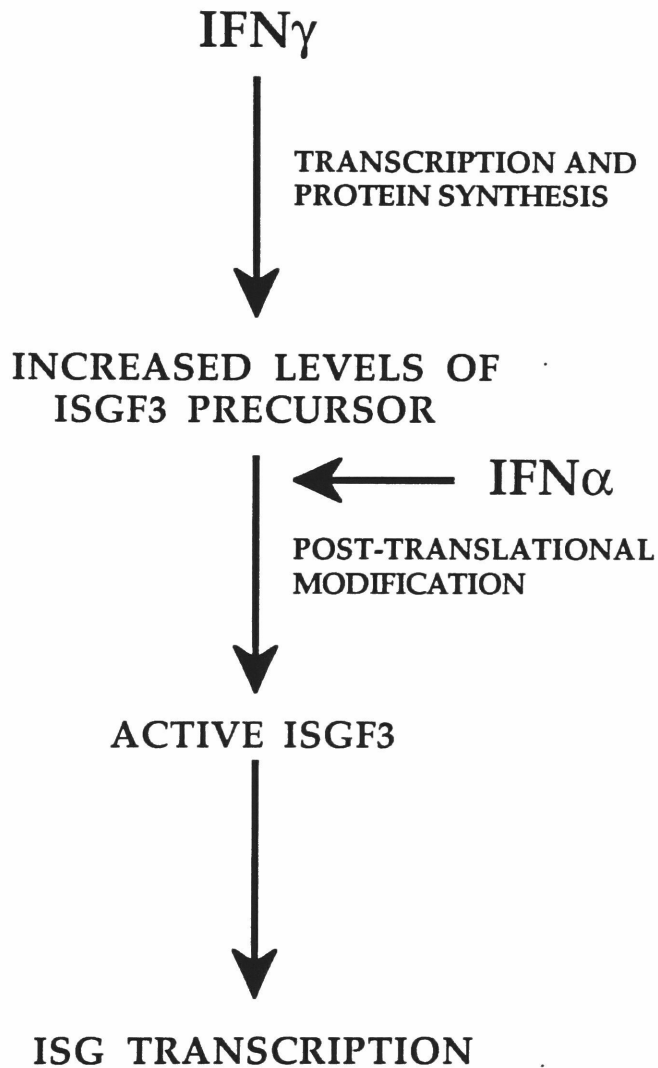 IFNγ
TRANSCRIPTION AND
PROTEIN SYNTHESIS
INCREASED LEVELS OF
ISGF3 PRECURSOR
IFNα
POST-TRANSLATIONAL
MODIFICATION
ACTIVE ISGF3
ISG TRANSCRIPTION